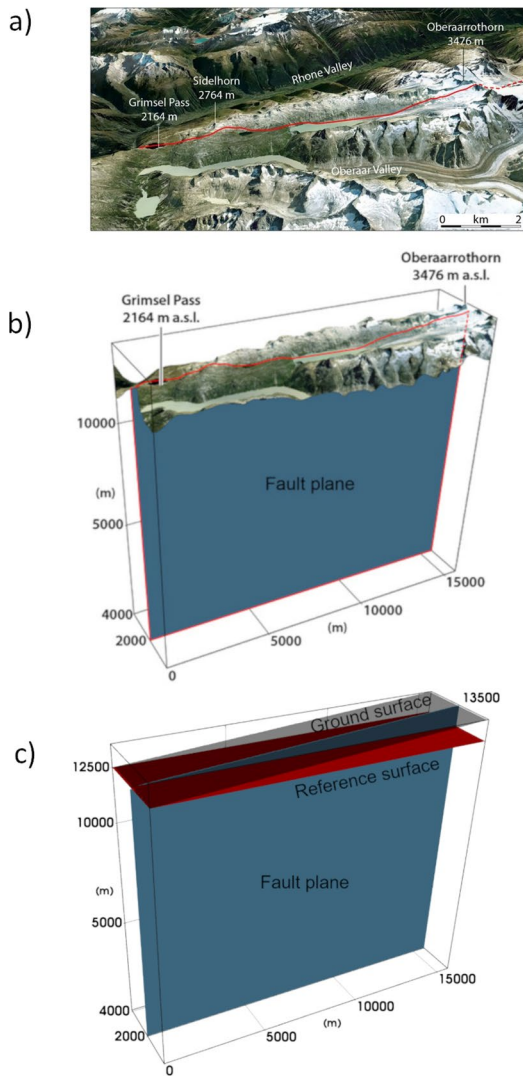 a)
Oberaarrothorn
3476 m
Rhone Valley
Sidelhorn
2764 m
Grimsel Pass
2164 m
Oberaar Valley
0 km 2
b)
Oberaarrothorn
3476 m a.s.l.
Grimsel Pass
2164 m a.s.l.
10000
Fault plane
(m)
5000
15000
4000
10000
2000
5000
(m)
0
c)
13500
Ground surface
12500
Reference surface
10000
Fault plane
(m)
5000
15000
4000
10000
2000
5000
(m)
0